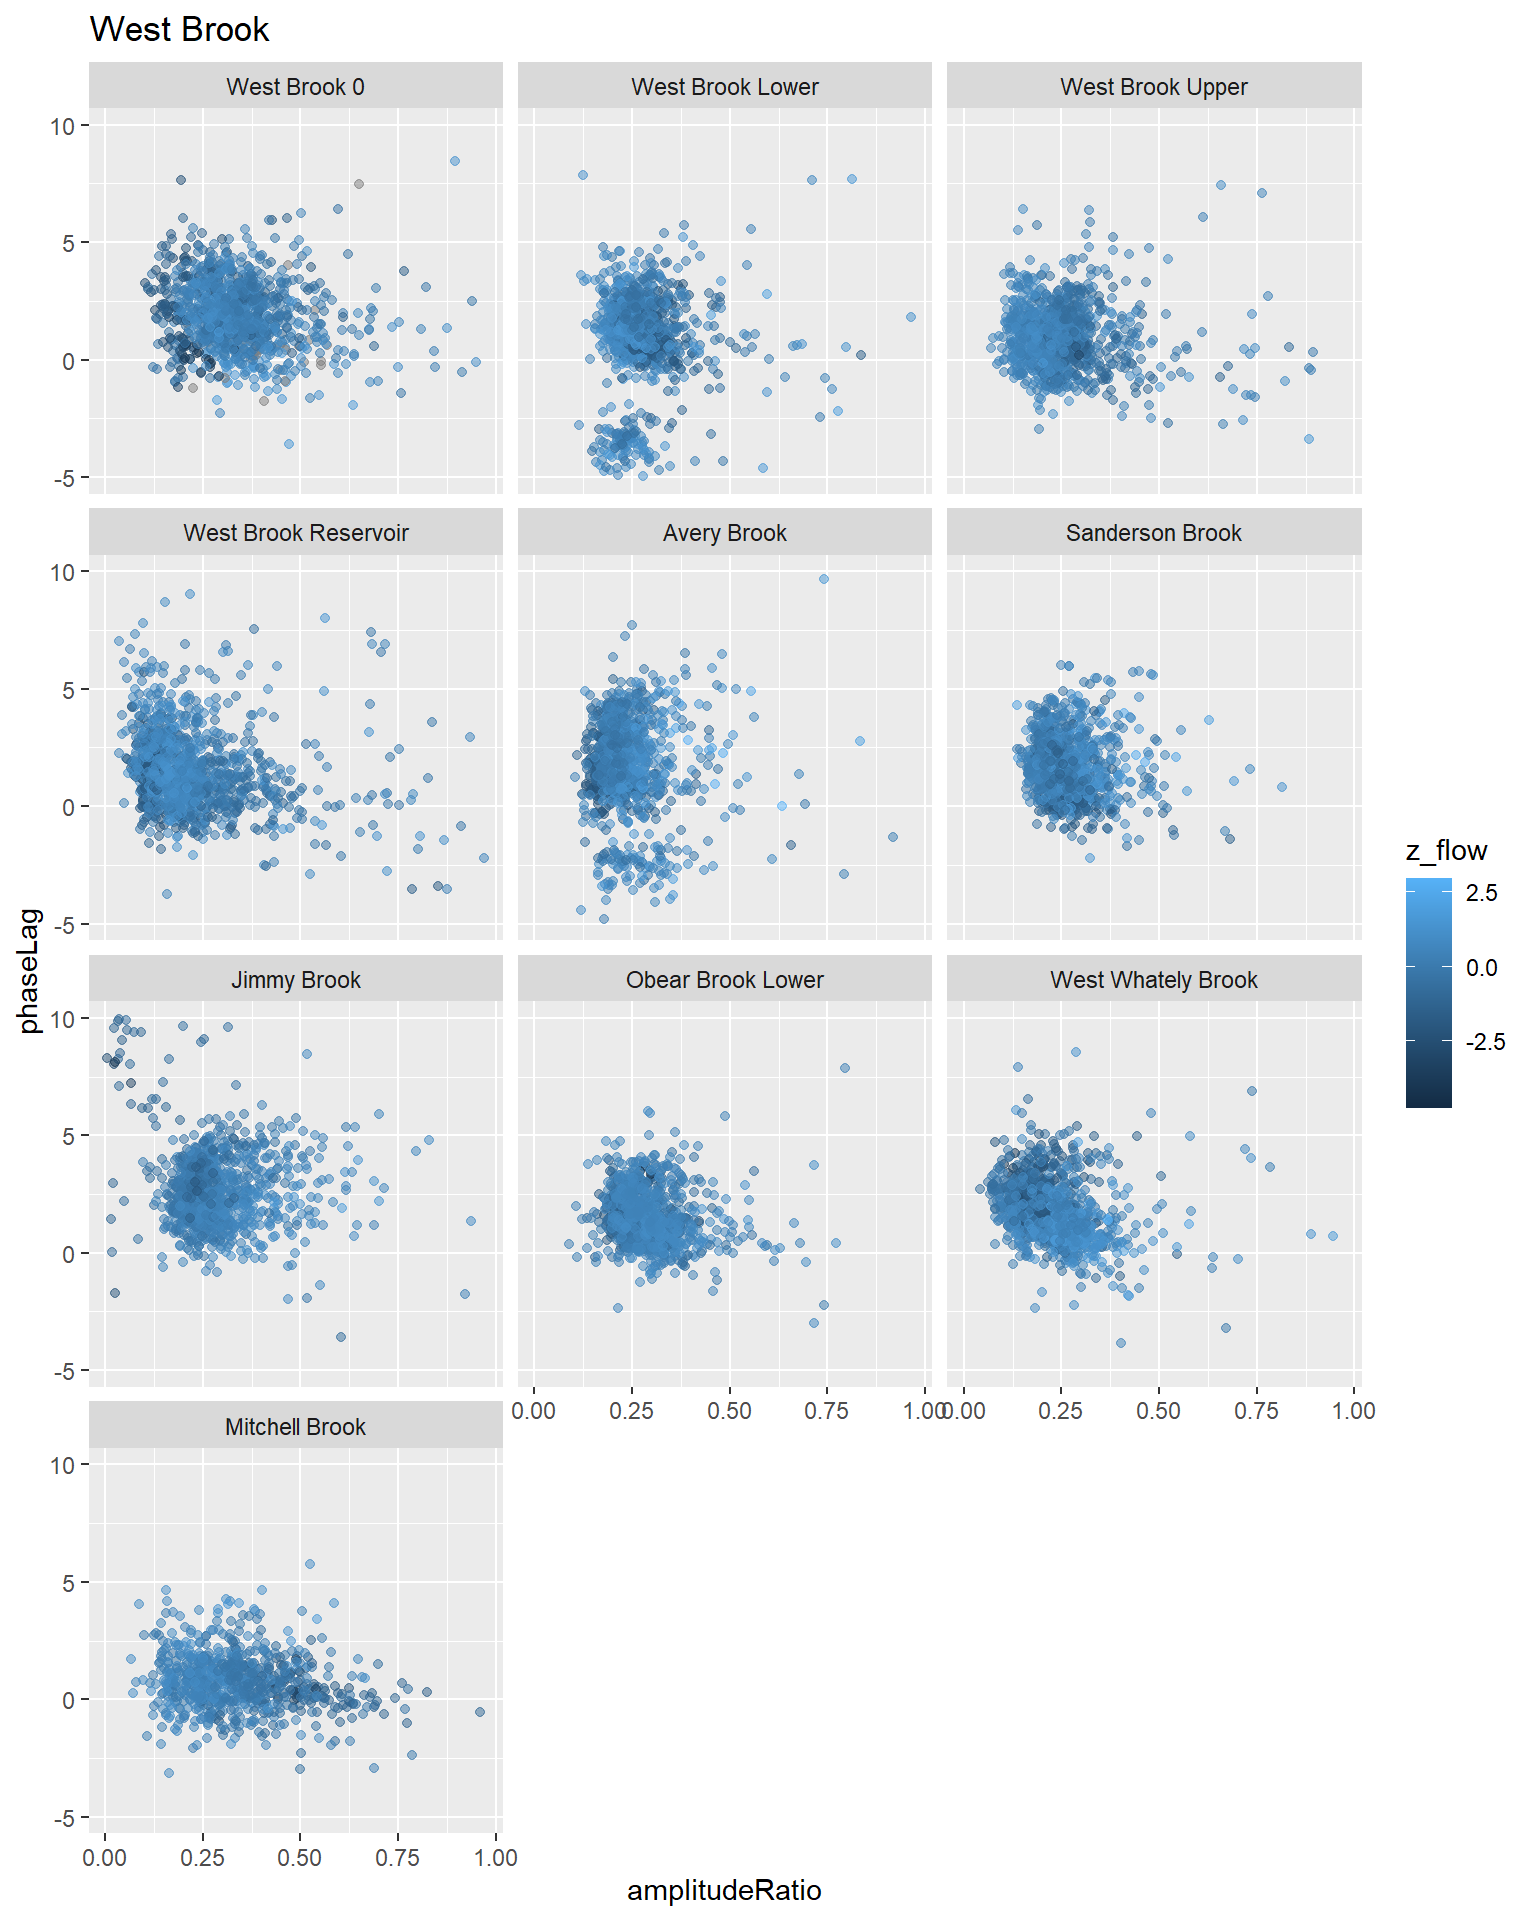 West Brook
West Brook 0 West Brook Lower West Brook Upper
10
5
0
-5
West Brook Reservoir Avery Brook Sanderson Brook
10
5
0
-5
Jimmy Brook Obear Brook Lower West Whately Brook
10
5
0
-5
0.00 0.25 0.50 0.75 1.00 0.00 0.25 0.50 0.75 1.00
Mitchell Brook
10
5
0
-5
0.00 0.25 0.50 0.75 1.00
amplitudeRatio
phaseLag
z_flow
2.5
0.0
-2.5